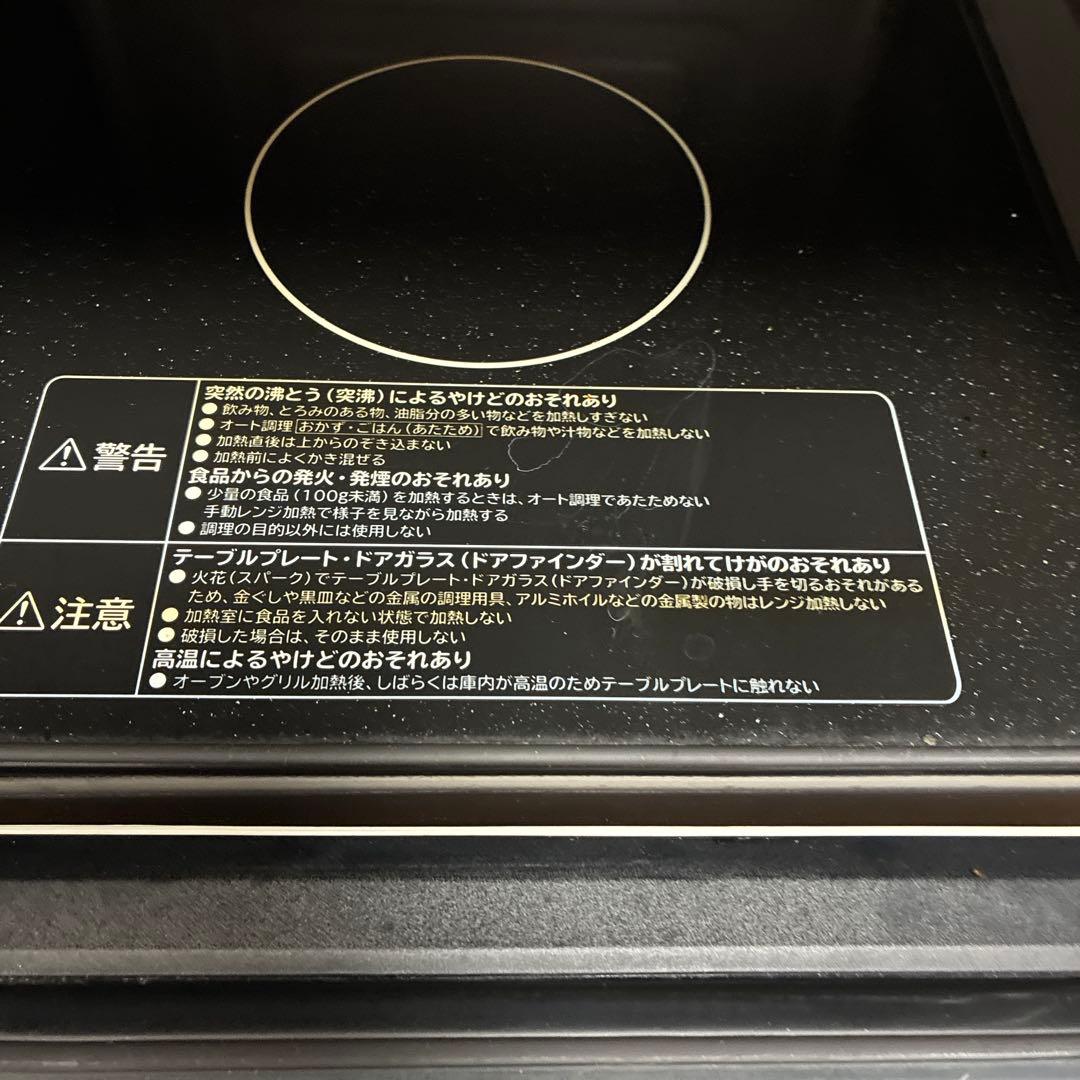 警告
突然の沸とう(突沸)によるやけどのおそれあり
● 飲み物、とろみのある物、油脂分の多い物などを加熱しすぎない
● オート調理 おかず・ごはん(あたため) で飲み物や汁物などを加熱しない
● 加熱直後は上からのぞき込まない
● 加熱前によくかき混ぜる
食品からの発火・発煙のおそれあり
● 少量の食品(100g未満)を加熱するときは、オート調理であたためない
手動レンジ加熱で様子を見ながら加熱する
● 調理の目的以外には使用しない
注意
テーブルプレート・ドアガラス(ドアファインダー)が割れてけがのおそれあり
● 火花(スパーク)でテーブルプレート・ドアガラス(ドアファインダー)が破損し手を切るおそれがある
ため、金ぐしや黒皿などの金属の調理用具、アルミホイルなどの金属製の物はレンジ加熱しない
● 加熱室に食品を入れない状態で加熱しない
● 破損した場合は、そのまま使用しない
高温によるやけどのおそれあり
● オーブンやグリル加熱後、しばらくは庫内が高温のためテーブルプレートに触れない